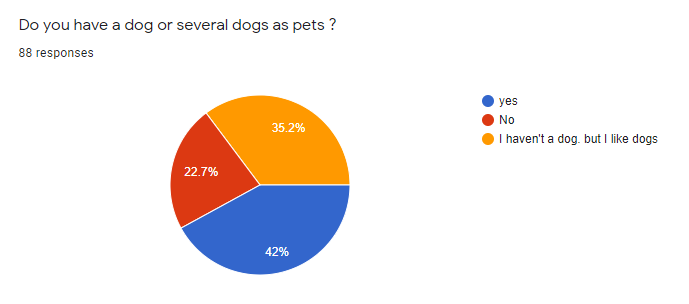 Do you have a dog or several dogs as pets ?
88 responses
yes
No
I haven't a dog. but I like dogs
35.2%
22.7%
42%